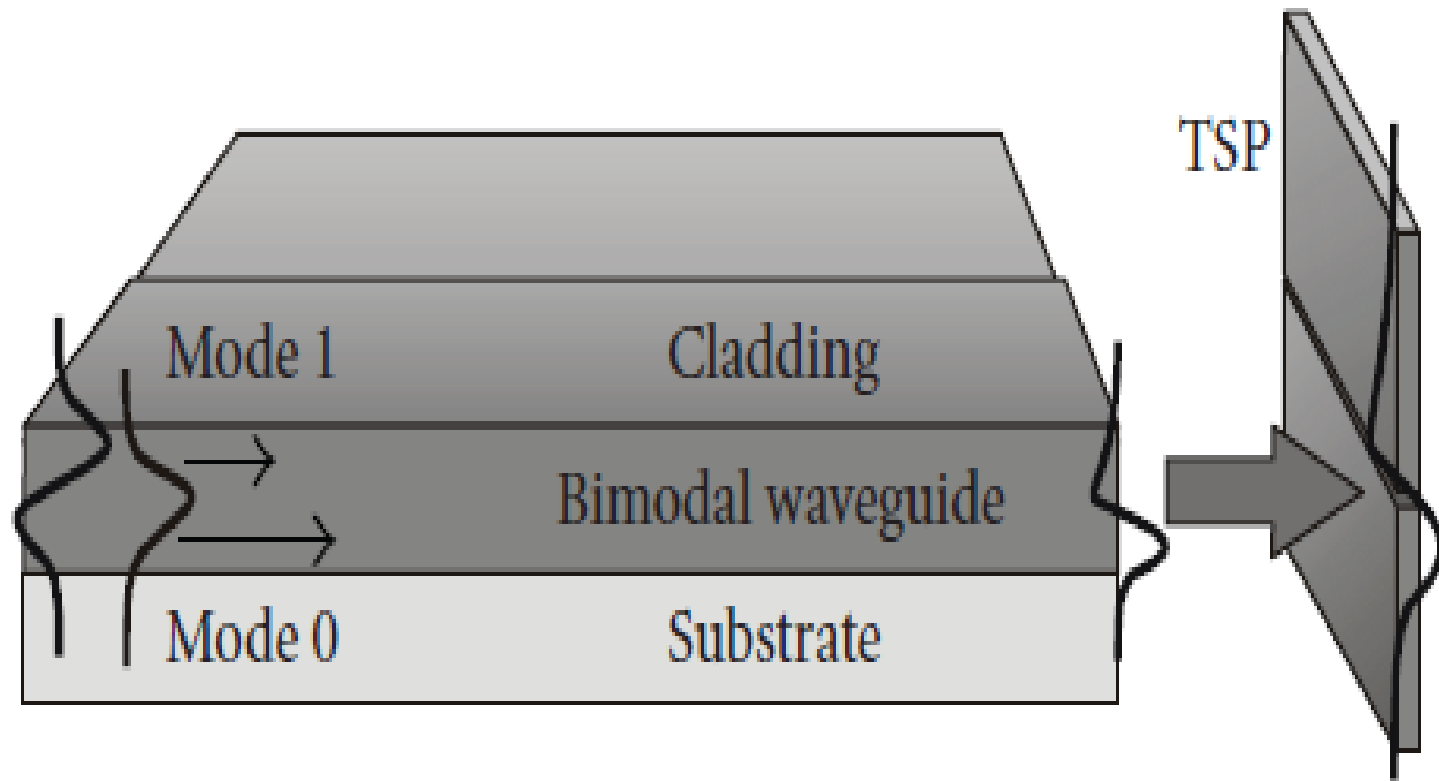 TSP
Mode 1
Cladding
Bimodal waveguide
Mode 0
Substrate